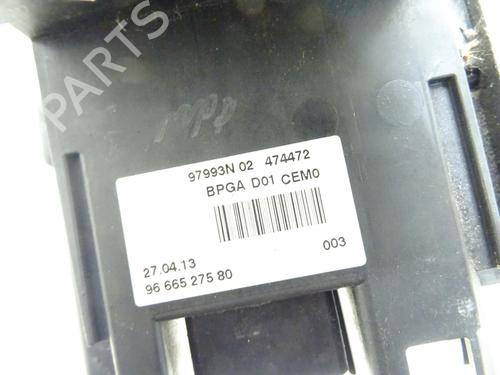 PARTS
97993N 02 474472
BPGA D01 CEM0
003
27.04.13
96 665 275 80